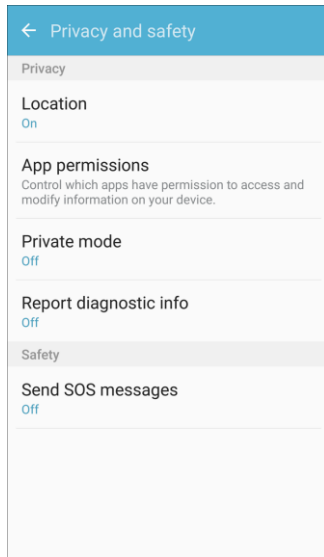 Privacy and safety
Privacy
Location
On
App permissions
Control which apps have permission to access and
modify information on your device.
Private mode
Off
Report diagnostic info
Off
Safety
Send SOS messages
Off